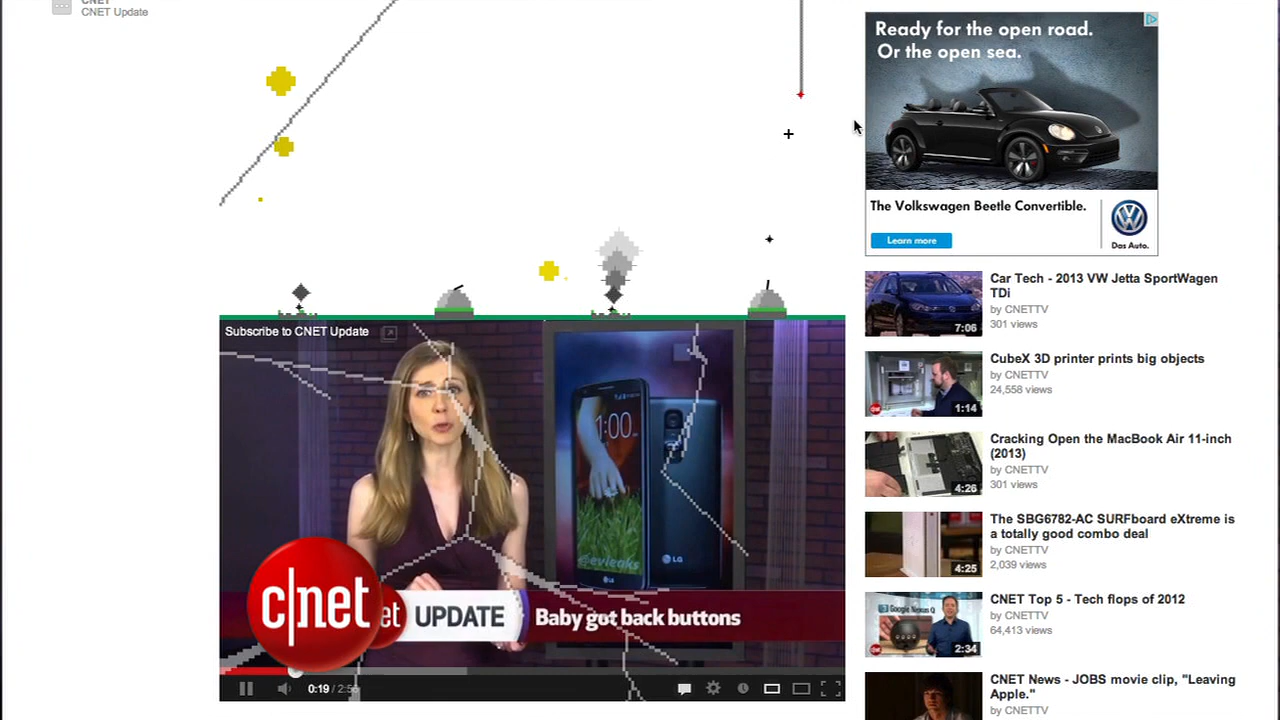 CNET
CNET Update
Ready for the open road.
Or the open sea.
The Volkswagen Beetle Convertible.
Learn more
Das Auto.
Car Tech - 2013 VW Jetta SportWagen
TDi
by CNETTV
301 views
7:06
CubeX 3D printer prints big objects
by CNETTV
24,558 views
1:14
Cracking Open the MacBook Air 11-inch
(2013)
by CNETTV
301 views
4:26
The SBG6782-AC SURFboard eXtreme is
a totally good combo deal
by CNETTV
2,039 views
4:25
CNET Top 5 - Tech flops of 2012
by CNETTV
64,413 views
Google Nexus Q
2:34
CNET News - JOBS movie clip, "Leaving
Apple."
by CNETTV
Subscribe to CNET Update
1:00
@evleaks
LG
LG
c|net
et UPDATE
Baby got back buttons
0:19